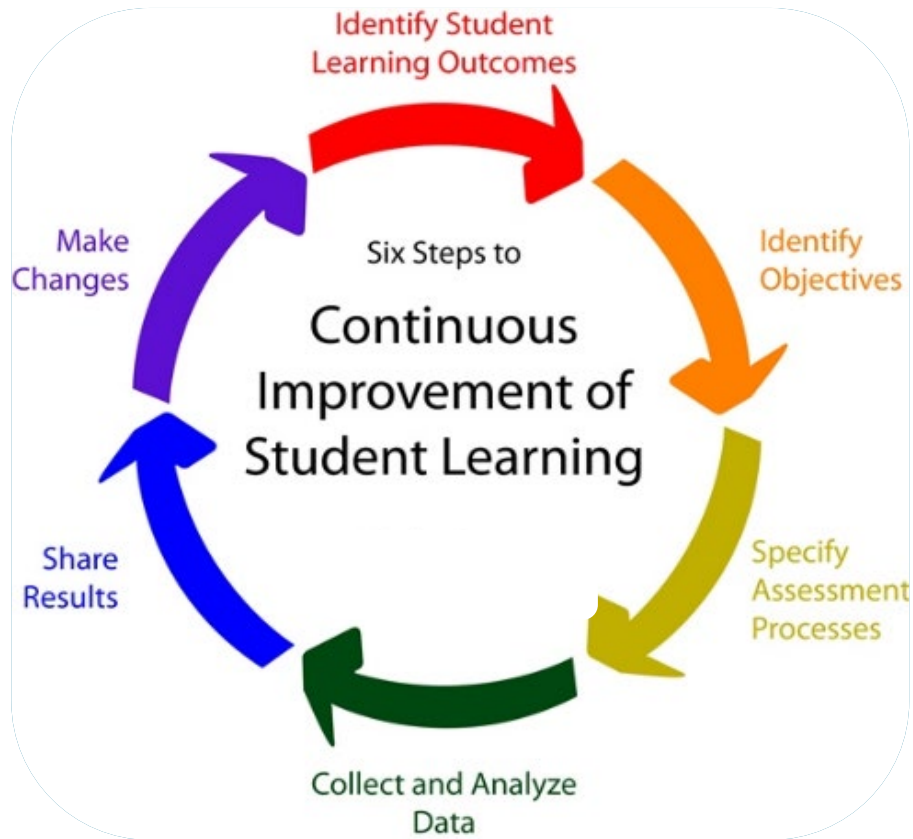 Identify Student
Learning Outcomes
Identify
Objectives
Specify
Assessment
Processes
Collect and Analyze
Data
Share
Results
Make
Changes
Six Steps to
Continuous
Improvement of
Student Learning